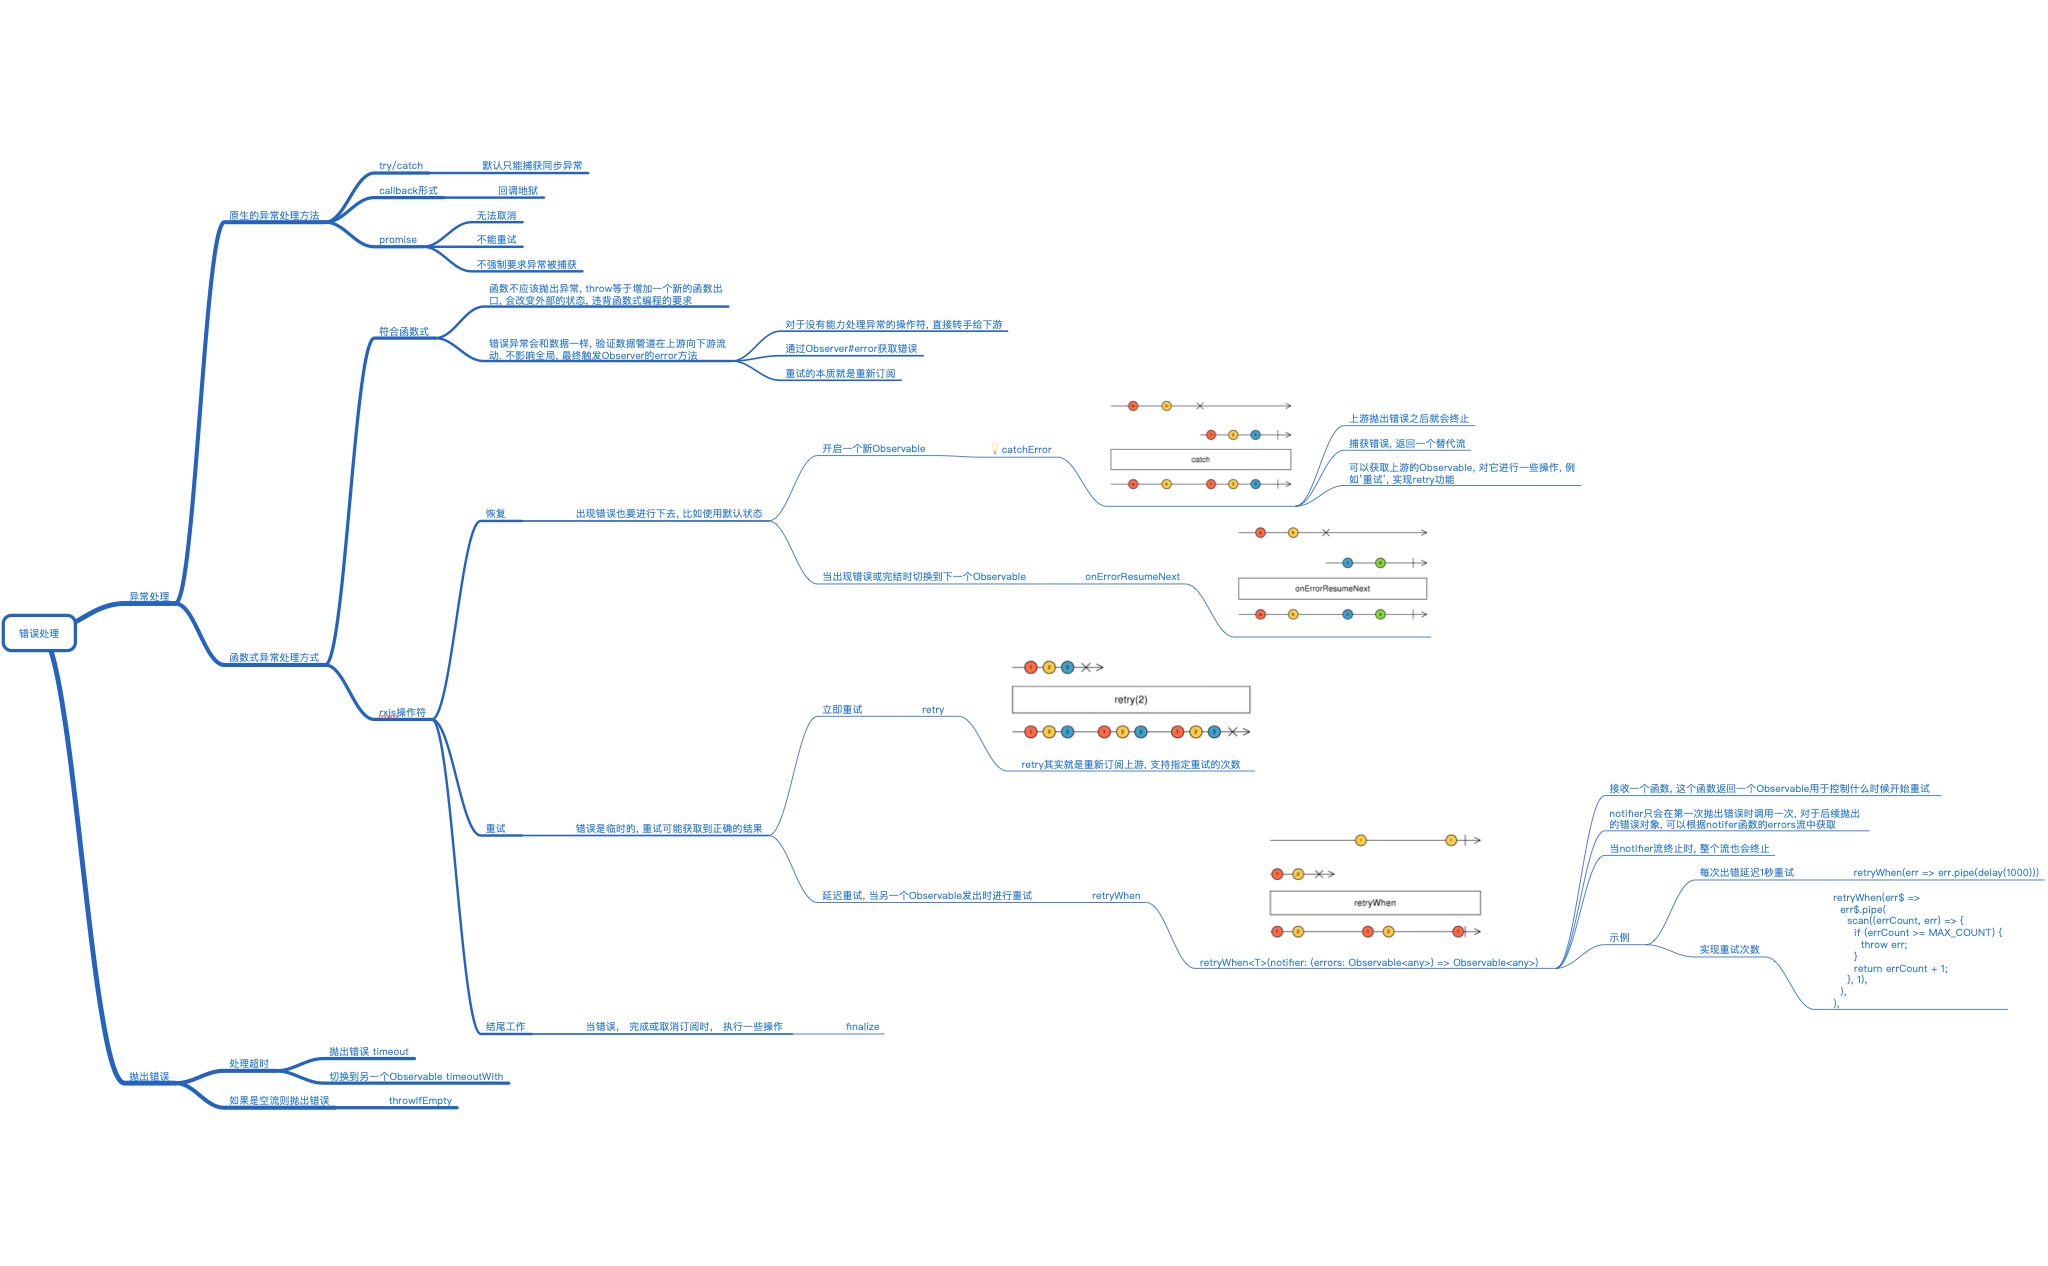 错误处理
异常处理
原生的异常处理方法
try/catch
默认只能捕获同步异常
callback形式
回调地狱
promise
无法取消
不能重试
不强制要求异常被捕获
函数式异常处理方式
符合函数式
函数不应该抛出异常, throw等于增加一个新的函数出
口, 会改变外部的状态, 违背函数式编程的要求
错误异常会和数据一样, 验证数据管道在上游向下游流
动. 不影响全局, 最终触发Observer的error方法
对于没有能力处理异常的操作符, 直接转手给下游
通过Observer#error获取错误
重试的本质就是重新订阅
rxjs操作符
恢复
出现错误也要进行下去, 比如使用默认状态
开启一个新Observable
💡 catchError
catch
上游抛出错误之后就会终止
捕获错误, 返回一个替代流
可以获取上游的Observable, 对它进行一些操作, 例
如'重试', 实现retry功能
当出现错误或完结时切换到下一个Observable
onErrorResumeNext
onErrorResumeNext
重试
错误是临时的, 重试可能获取到正确的结果
立即重试
retry
1 2 3
retry(2)
1 2 3 1 2 3 1 2 3
retry其实就是重新订阅上游, 支持指定重试的次数
延迟重试, 当另一个Observable发出时进行重试
retryWhen
retryWhen
retryWhen<T>(notifier: (errors: Observable<any>) => Observable<any>)
接收一个函数, 这个函数返回一个Observable用于控制什么时候开始重试
notifier只会在第一次抛出错误时调用一次, 对于后续抛出
的错误对象, 可以根据notifer函数的errors流中获取
当notifier流终止时, 整个流也会终止
示例
每次出错延迟1秒重试
retryWhen(err => err.pipe(delay(1000)))
实现重试次数
retryWhen(err$ =>
err$.pipe(
scan((errCount, err) => {
if (errCount >= MAX_COUNT) {
throw err;
}
return errCount + 1;
}, 1),
),
),
结尾工作
当错误， 完成或取消订阅时， 执行一些操作
finalize
抛出错误
处理超时
抛出错误 timeout
切换到另一个Observable timeoutWith
如果是空流则抛出错误
throwIfEmpty